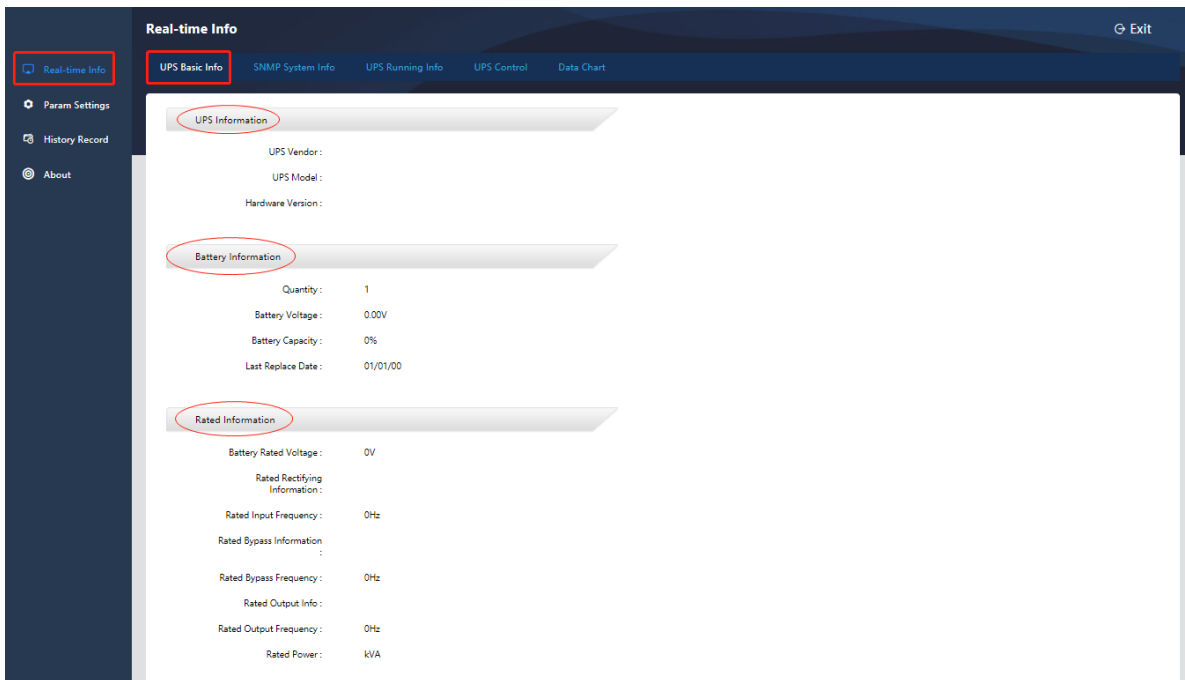 Real-time Info
Exit
Real-time Info
Param Settings
History Record
About
UPS Basic Info
SNMP System Info
UPS Running Info
UPS Control
Data Chart
UPS Information
UPS Vendor :
UPS Model :
Hardware Version :
Battery Information
Quantity : 1
Battery Voltage : 0.00V
Battery Capacity : 0%
Last Replace Date : 01/01/00
Rated Information
Battery Rated Voltage : 0V
Rated Rectifying
Information :
Rated Input Frequency : 0Hz
Rated Bypass Information
:
Rated Bypass Frequency : 0Hz
Rated Output Info :
Rated Output Frequency : 0Hz
Rated Power : kVA